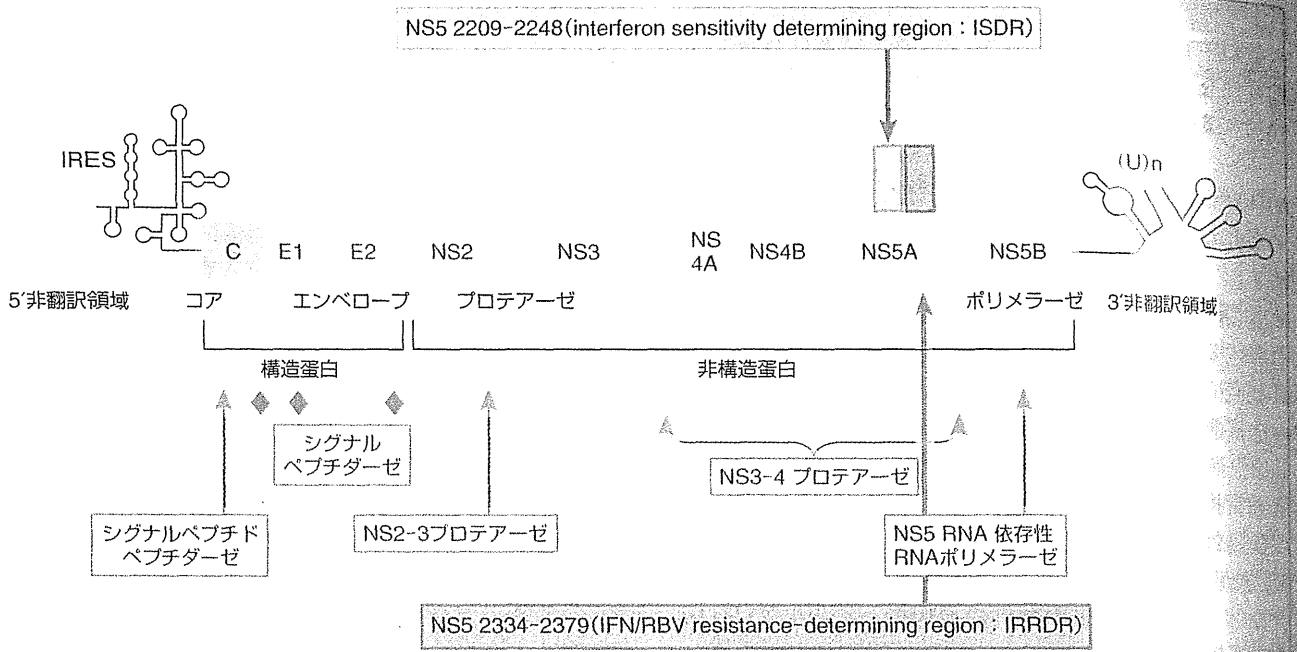 NS5 2209-2248(interferon sensitivity determining region：ISDR)
IRES
(U)n
C E1 E2 NS2 NS3 NS 4A NS4B NS5A NS5B
5′非翻訳領域 コア エンベロープ プロテアーゼ ポリメラーゼ 3′非翻訳領域
構造蛋白 非構造蛋白
シグナル
ペプチダーゼ
NS3-4 プロテアーゼ
シグナルペプチド
ペプチダーゼ
NS2-3プロテアーゼ
NS5 RNA 依存性
RNAポリメラーゼ
NS5 2334-2379(IFN/RBV resistance-determining region：IRRDR)